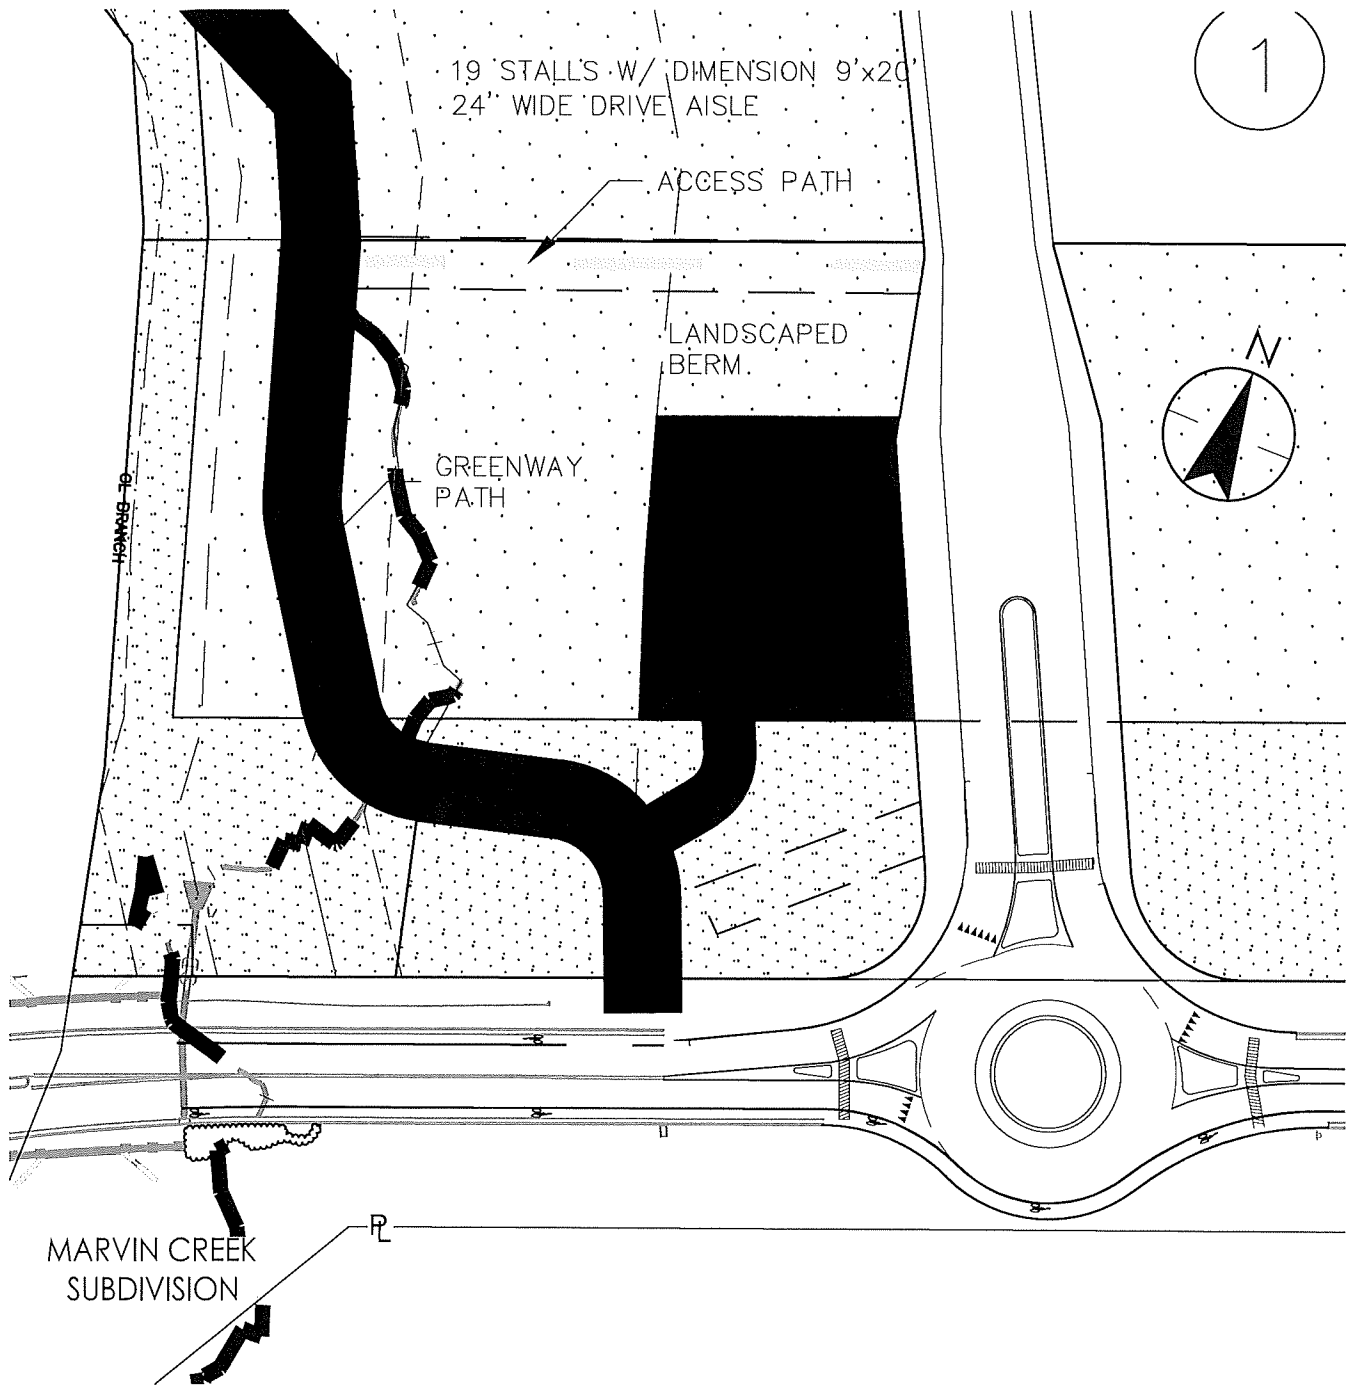 19 STALLS W/ DIMENSION 9'x20'
24' WIDE DRIVE AISLE
1
ACCESS PATH
LANDSCAPED
BERM
N
GREENWAY
PATH
PL
MARVIN CREEK
SUBDIVISION